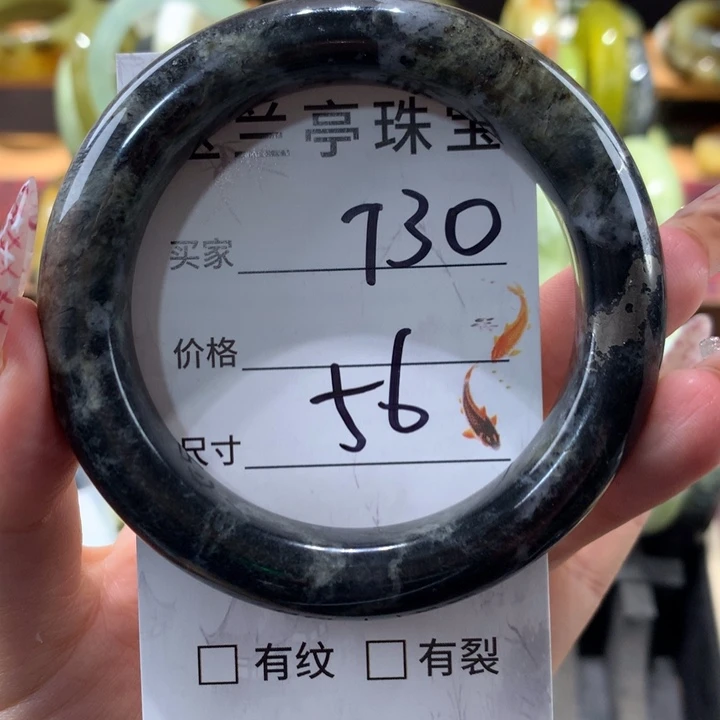 兰亭珠宝
买家 730
价格
尺寸 56
有纹 有裂